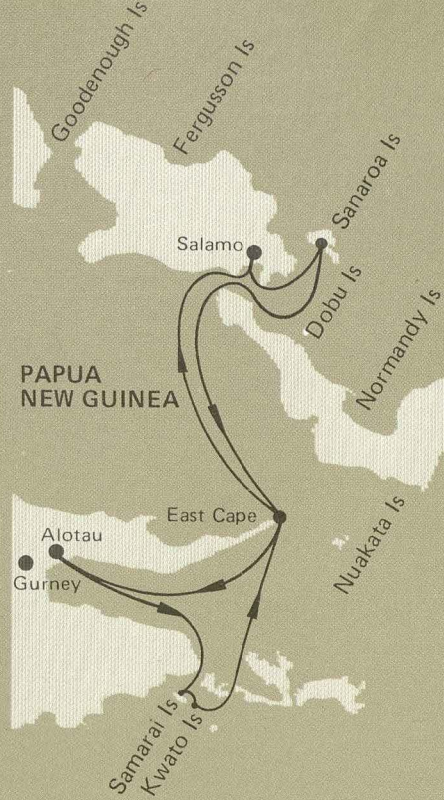 Goodenough Is
Fergusson Is
Sanaroa Is
Salamo
Dobu Is
Normandy Is
PAPUA
NEW GUINEA
East Cape
Alotau
Gurney
Nuakata Is
Samarai Is
Kwato Is